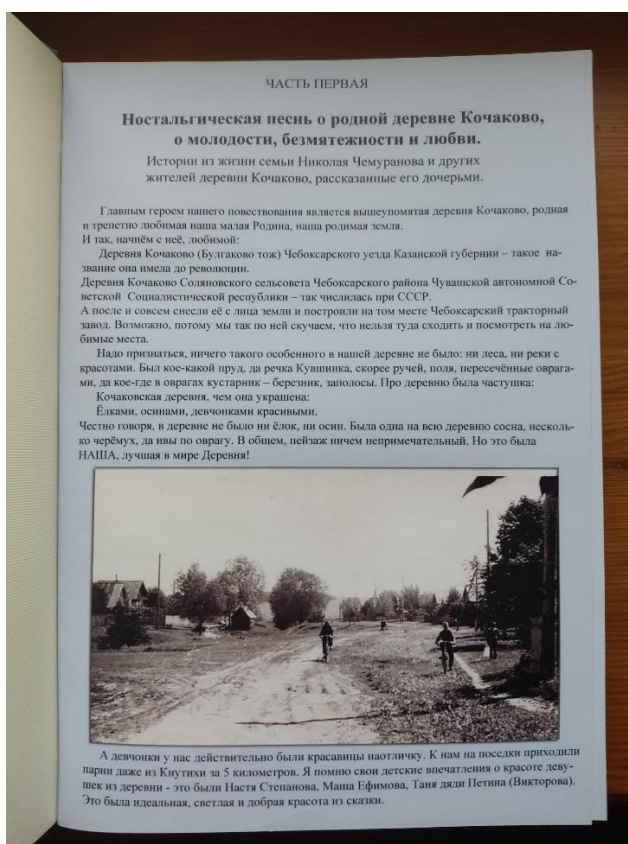 ЧАСТЬ ПЕРВАЯ
Ностальгическая песнь о родной деревне Кочаково,
о молодости, безмятежности и любви.
Истории из жизни семьи Николая Чемуранова и других
жителей деревни Кочаково, рассказанные его дочерьми.
Главным героем нашего повествования является вышеупомятая деревня Кочаково, родная
и трепетно любимая наша малая Родина, наша родимая земля.
И так, начнём с неё, любимой:
Деревня Кочаково (Булгаково тож) Чебоксарского уезда Казанской губернии – такое на-
звание она имела до революции.
Деревня Кочаково Соляновского сельсовета Чебоксарского района Чувашской автономной Со-
ветской Социалистической республики – так числилась при СССР.
А после и совсем снесли её с лица земли и построили на том месте Чебоксарский тракторный
завод. Возможно, потому мы так по ней скучаем, что нельзя туда сходить и посмотреть на лю-
бимые места.
Надо признаться, ничего такого особенного в нашей деревне не было: ни леса, ни реки с
красотами. Был кое-какой пруд, да речка Кувшинка, скорее ручей, поля, пересечённые оврага-
ми, да кое-где в оврагах кустарник – березник, заполосы. Про деревню была частушка:
Кочаковская деревня, чем она украшена:
Ёлками, осинами, девчонками красивыми.
Честно говоря, в деревне не было ни ёлок, ни осин. Была одна на всю деревню сосна, несколь-
ко черёмух, да ивы по оврагу. В общем, пейзаж ничем непримечательный. Но это была
НАША, лучшая в мире Деревня!
А девчонки у нас действительно были красавицы наотличку. К нам на поседки приходили
парни даже из Кнутихи за 5 километров. Я помню свои детские впечатления о красоте деву-
шек из деревни - это были Настя Степанова, Маша Ефимова, Таня дяди Петина (Викторова).
Это была идеальная, светлая и добрая красота из сказки.